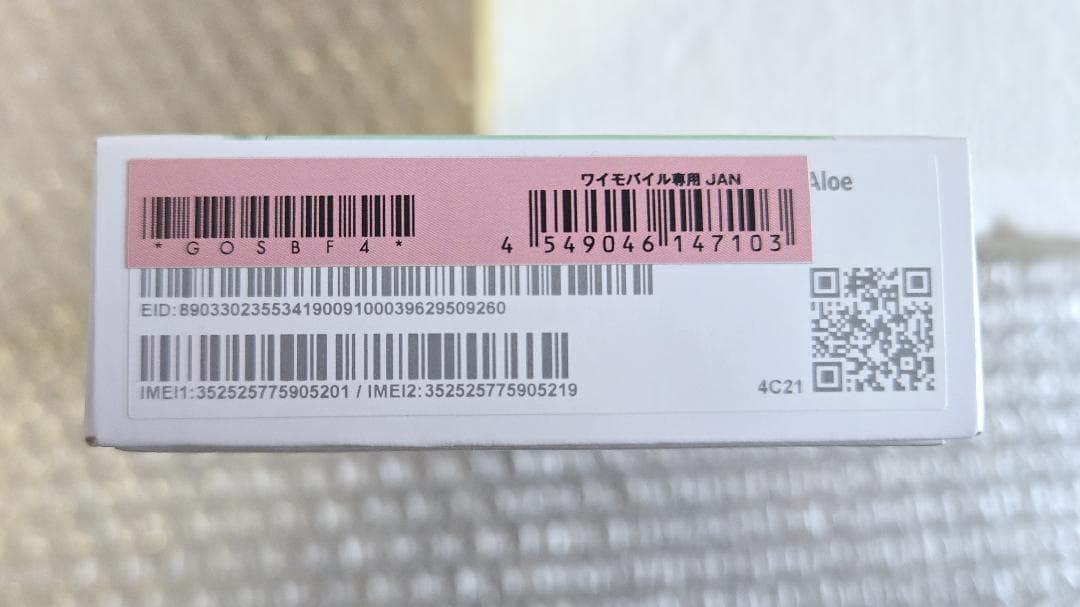 ワイモバイル専用 JAN
Aloe
*GOSBF4*
4 549046 147103
EID:89033023553419009100039629509260
IMEI1:352525775905201 / IMEI2:352525775905219
4C21